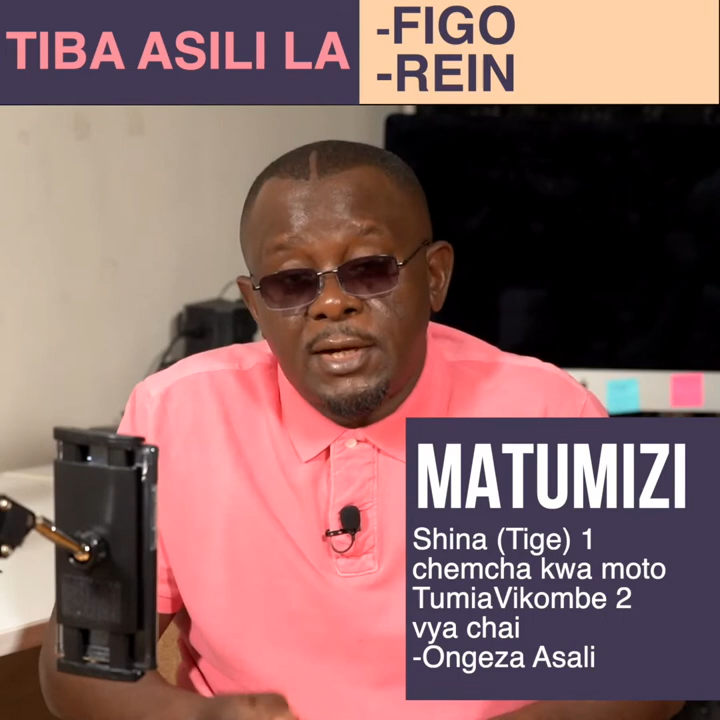 TIBA ASILI LA
-FIGO
-REIN
MATUMIZI
Shina (Tige) 1
chemcha kwa moto
TumiaVikombe 2
vya chai
-Ongeza Asali